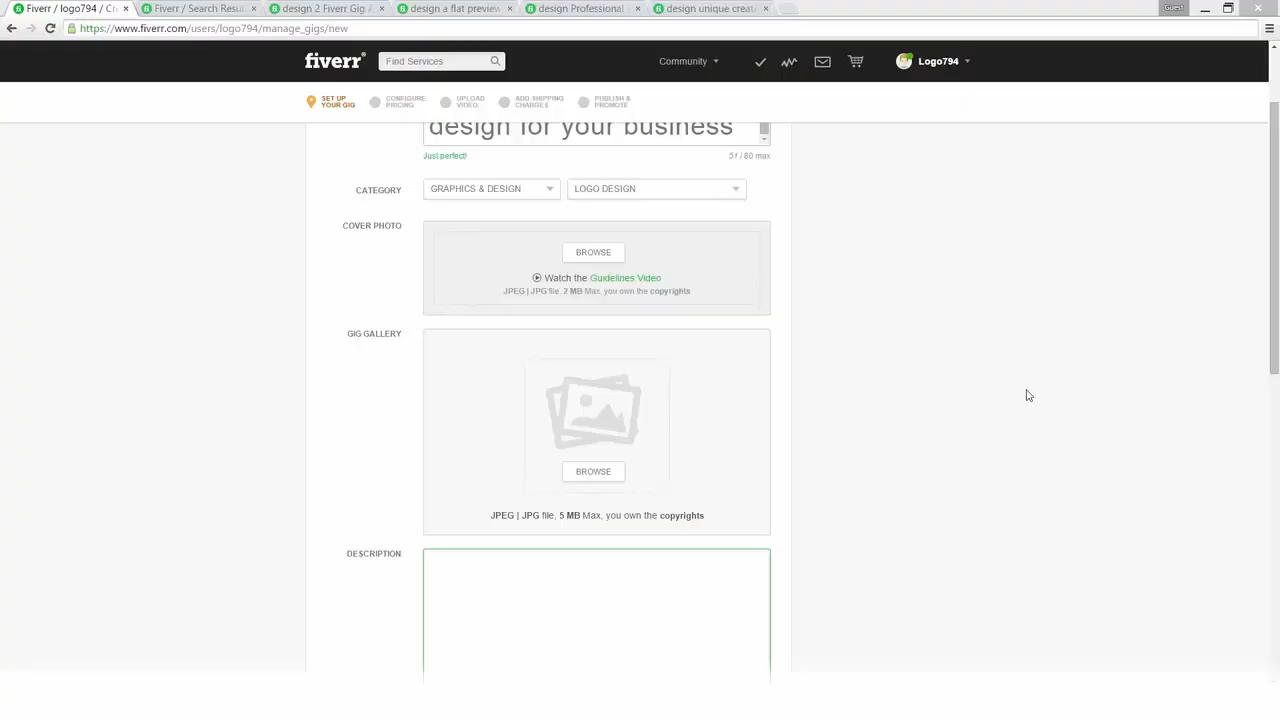 Fiverr / logo794 / Cr
Fiverr / Search Resu
design 2 Fiverr Gig A
design a flat preview
design Professional
design unique creat
Guest
https://www.fiverr.com/users/logo794/manage_gigs/new
fiverr
Find Services
Community
Logo794
SET UP YOUR GIG
CONFIGURE PRICING
UPLOAD VIDEO
ADD SHIPPING CHARGES
PUBLISH & PROMOTE
design for your business
Just perfect!
51 / 80 max
CATEGORY
GRAPHICS & DESIGN
LOGO DESIGN
COVER PHOTO
BROWSE
Watch the Guidelines Video
JPEG | JPG file, 2 MB Max, you own the copyrights
GIG GALLERY
BROWSE
JPEG | JPG file, 5 MB Max, you own the copyrights
DESCRIPTION